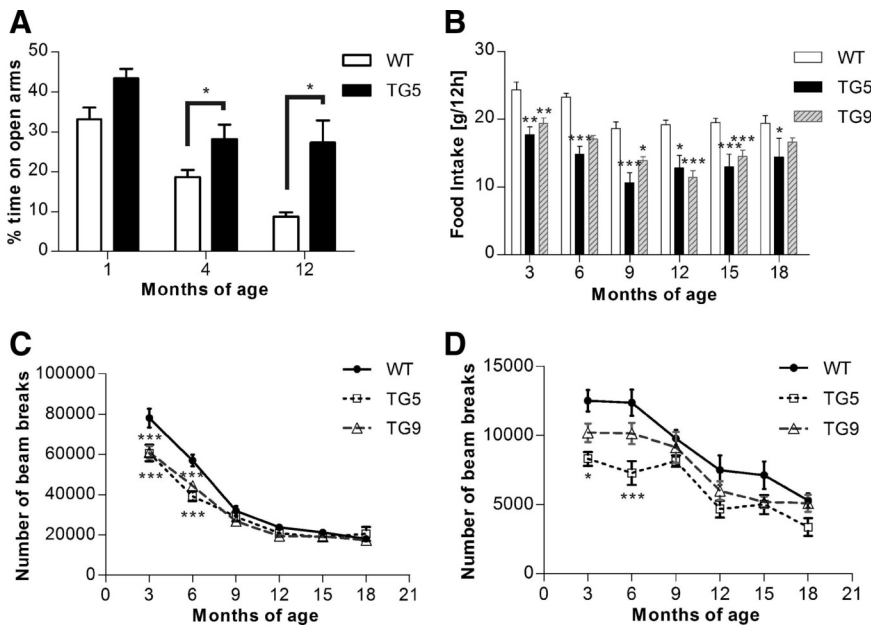 A
% time on open arms
50
40
30
20
10
0
* *
1 4 12
Months of age
WT
TG5
B
Food Intake [g/12h]
30
20
10
0
** ** *** *** * * *** *** *** *
3 6 9 12 15 18
Months of age
WT
TG5
TG9
C
Number of beam breaks
100000
80000
60000
40000
20000
0
***
***
***
***
0 3 6 9 12 15 18 21
Months of age
WT
TG5
TG9
D
Number of beam breaks
15000
10000
5000
0
* ***
0 3 6 9 12 15 18 21
Months of age
WT
TG5
TG9